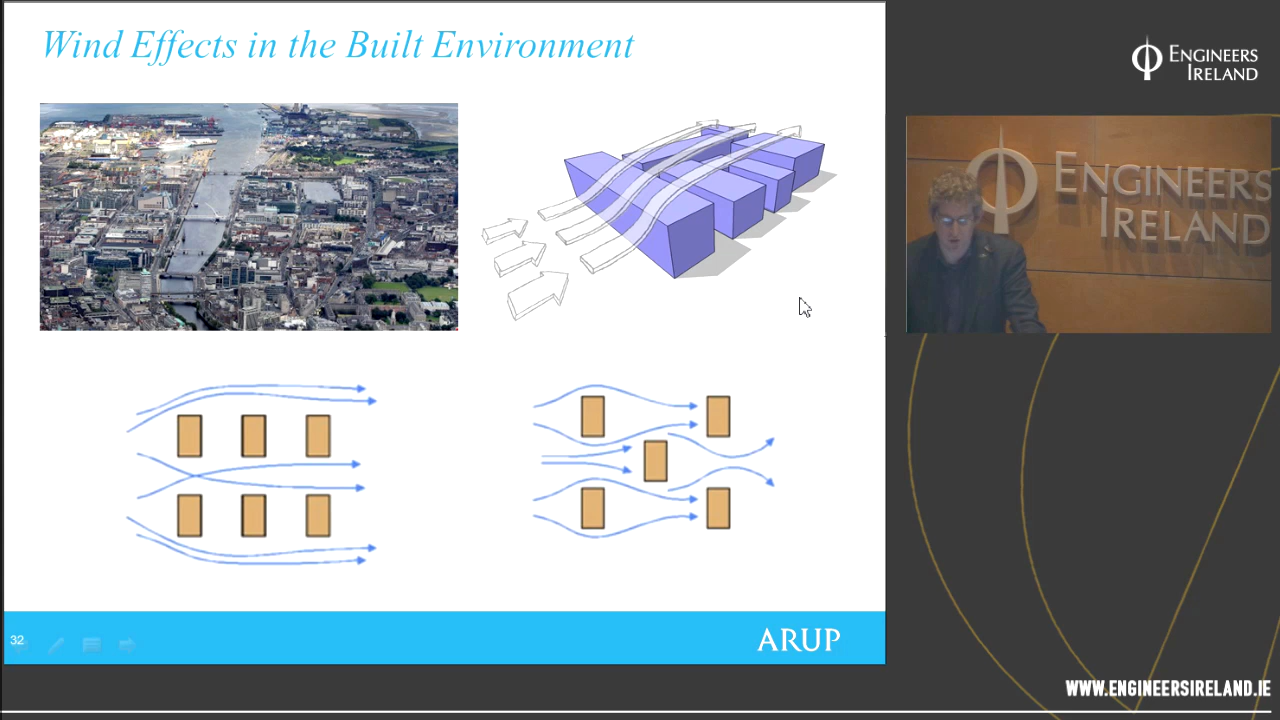 Wind Effects in the Built Environment
ENGINEERS
IRELAND
ENGINEERS
IRELAND
32
ARUP
WWW.ENGINEERSIRELAND.IE